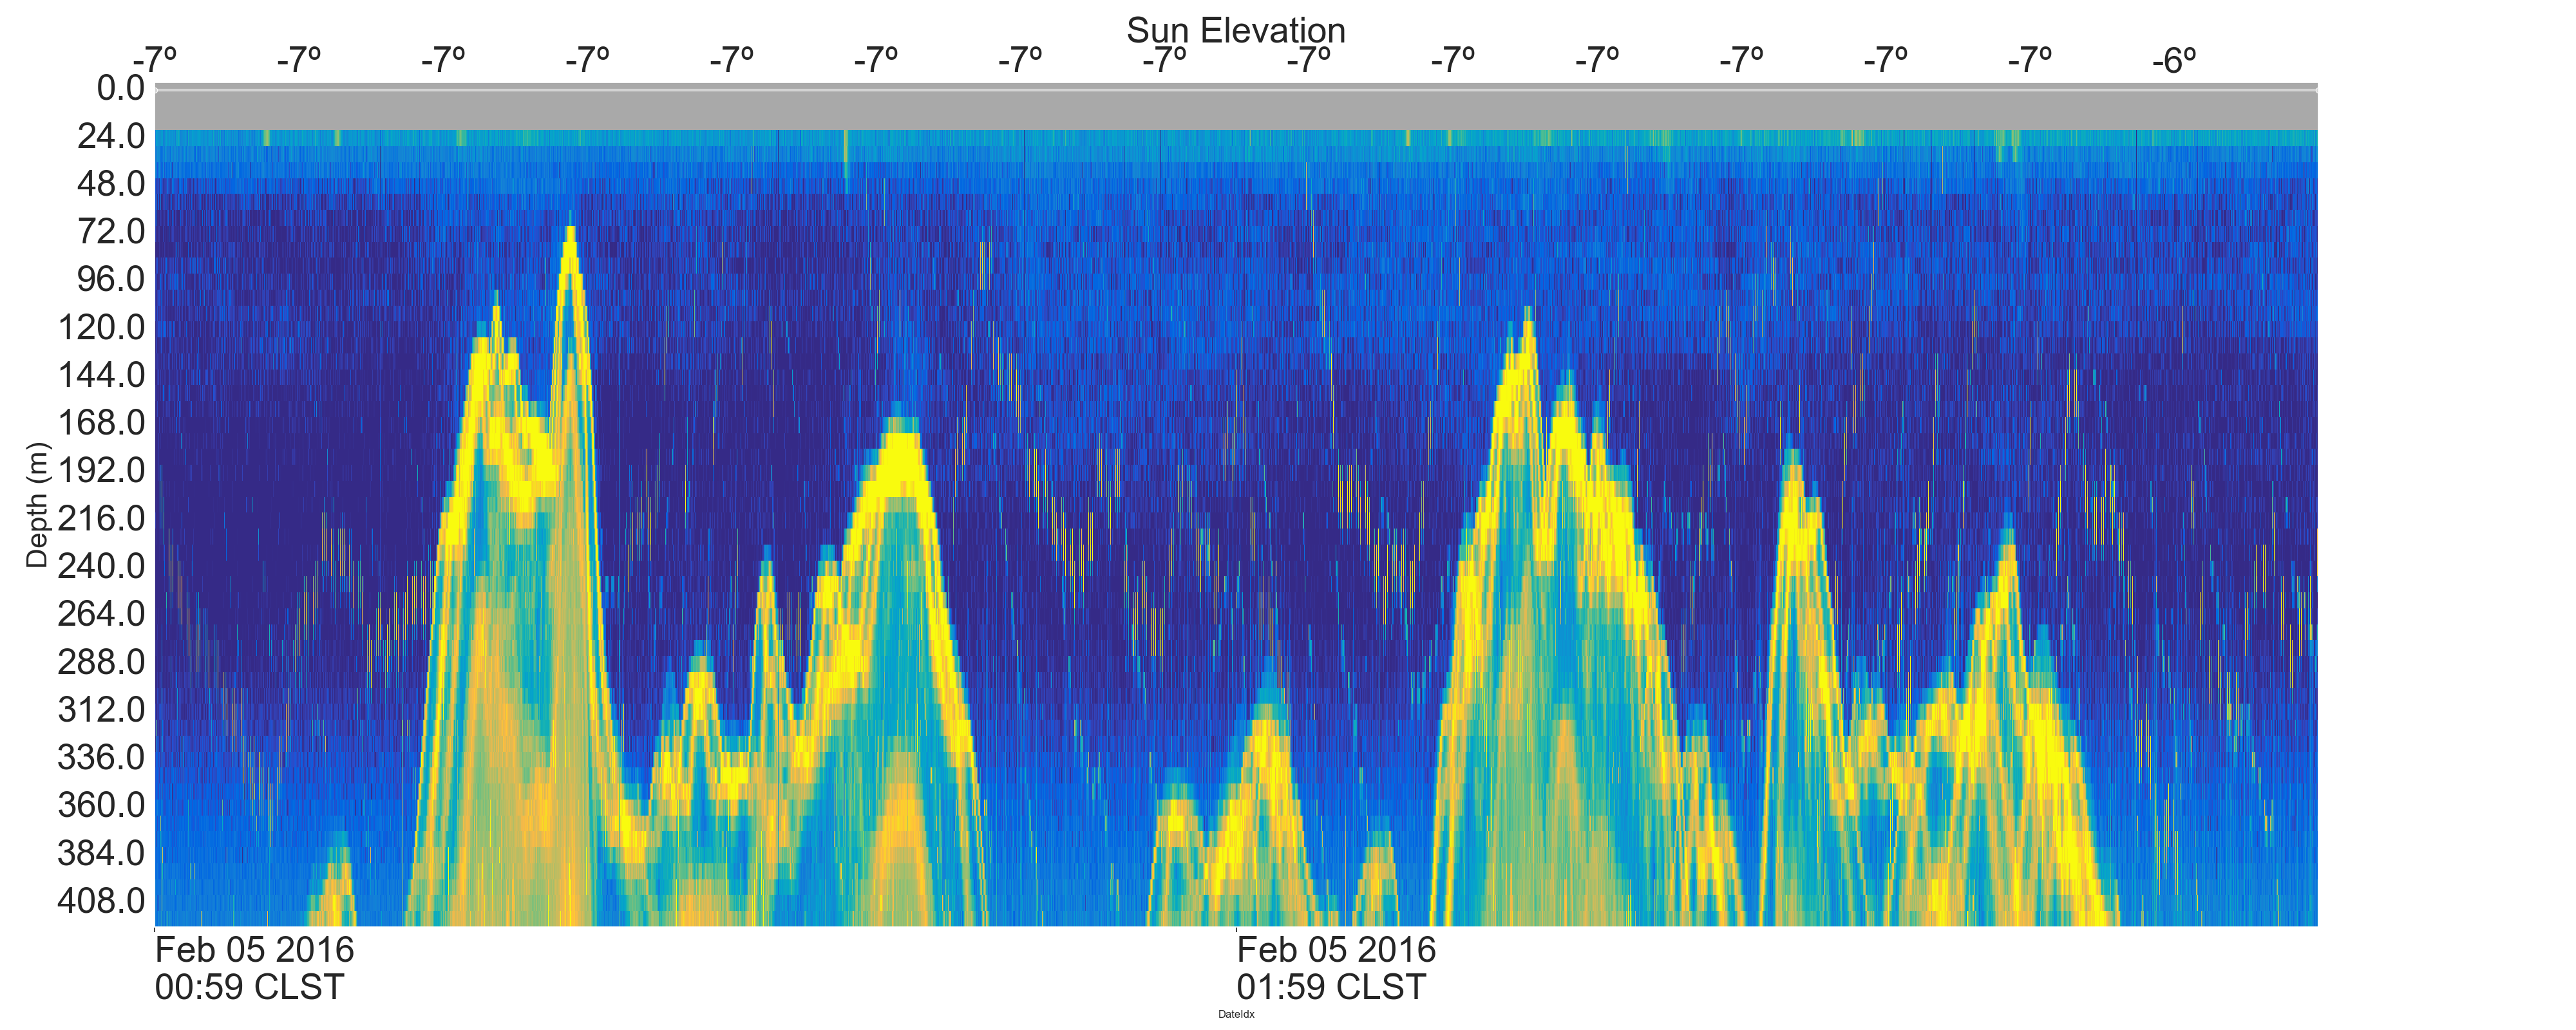 Sun Elevation
-7º -7º -7º -7º -7º -7º -7º -7º -7º -7º -7º -7º -7º -7º -6º
0.0
24.0
48.0
72.0
96.0
120.0
144.0
168.0
192.0
216.0
240.0
264.0
288.0
312.0
336.0
360.0
384.0
408.0
Depth (m)
Feb 05 2016
00:59 CLST
Feb 05 2016
01:59 CLST
DateIdx